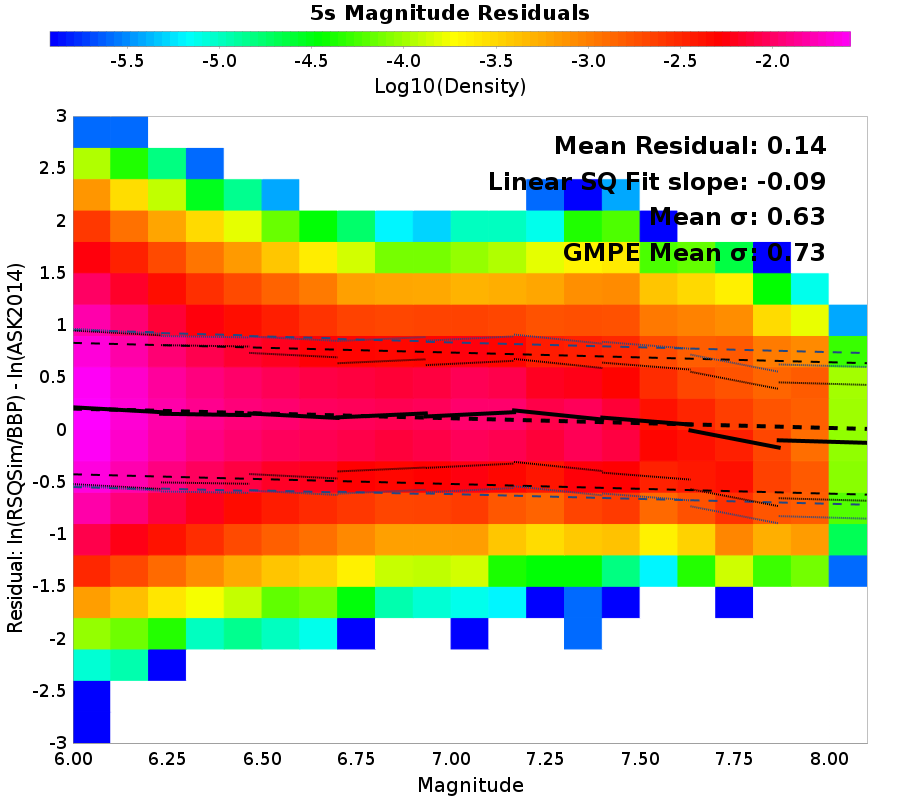 5s Magnitude Residuals
-5.5 -5.0 -4.5 -4.0 -3.5 -3.0 -2.5 -2.0
Log10(Density)
Mean Residual: 0.14
Linear SQ Fit slope: -0.09
Mean σ: 0.63
GMPE Mean σ: 0.73
Residual: ln(RSQSim/BBP) - ln(ASK2014)
3
2.5
2
1.5
1
0.5
0
-0.5
-1
-1.5
-2
-2.5
-3
6.00 6.25 6.50 6.75 7.00 7.25 7.50 7.75 8.00
Magnitude